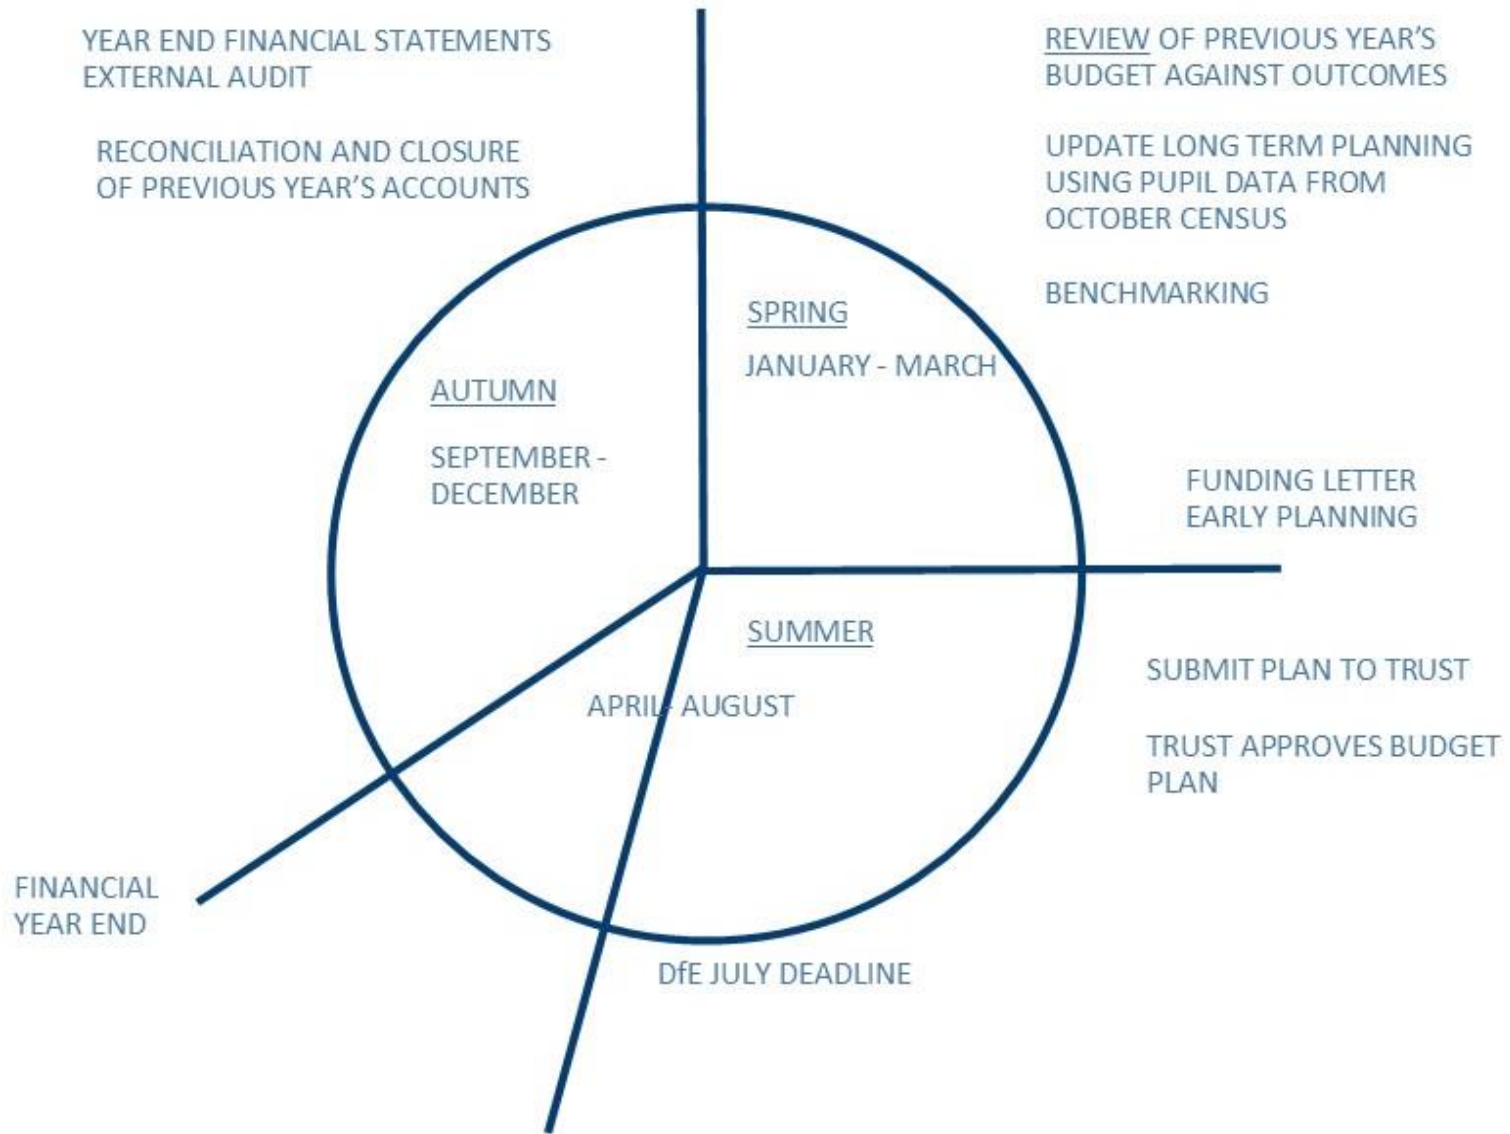 YEAR END FINANCIAL STATEMENTS
EXTERNAL AUDIT
RECONCILIATION AND CLOSURE
OF PREVIOUS YEAR'S ACCOUNTS
REVIEW OF PREVIOUS YEAR'S
BUDGET AGAINST OUTCOMES
UPDATE LONG TERM PLANNING
USING PUPIL DATA FROM
OCTOBER CENSUS
BENCHMARKING
SPRING
JANUARY - MARCH
AUTUMN
SEPTEMBER -
DECEMBER
FUNDING LETTER
EARLY PLANNING
SUMMER
APRIL- AUGUST
SUBMIT PLAN TO TRUST
TRUST APPROVES BUDGET
PLAN
FINANCIAL
YEAR END
DfE JULY DEADLINE